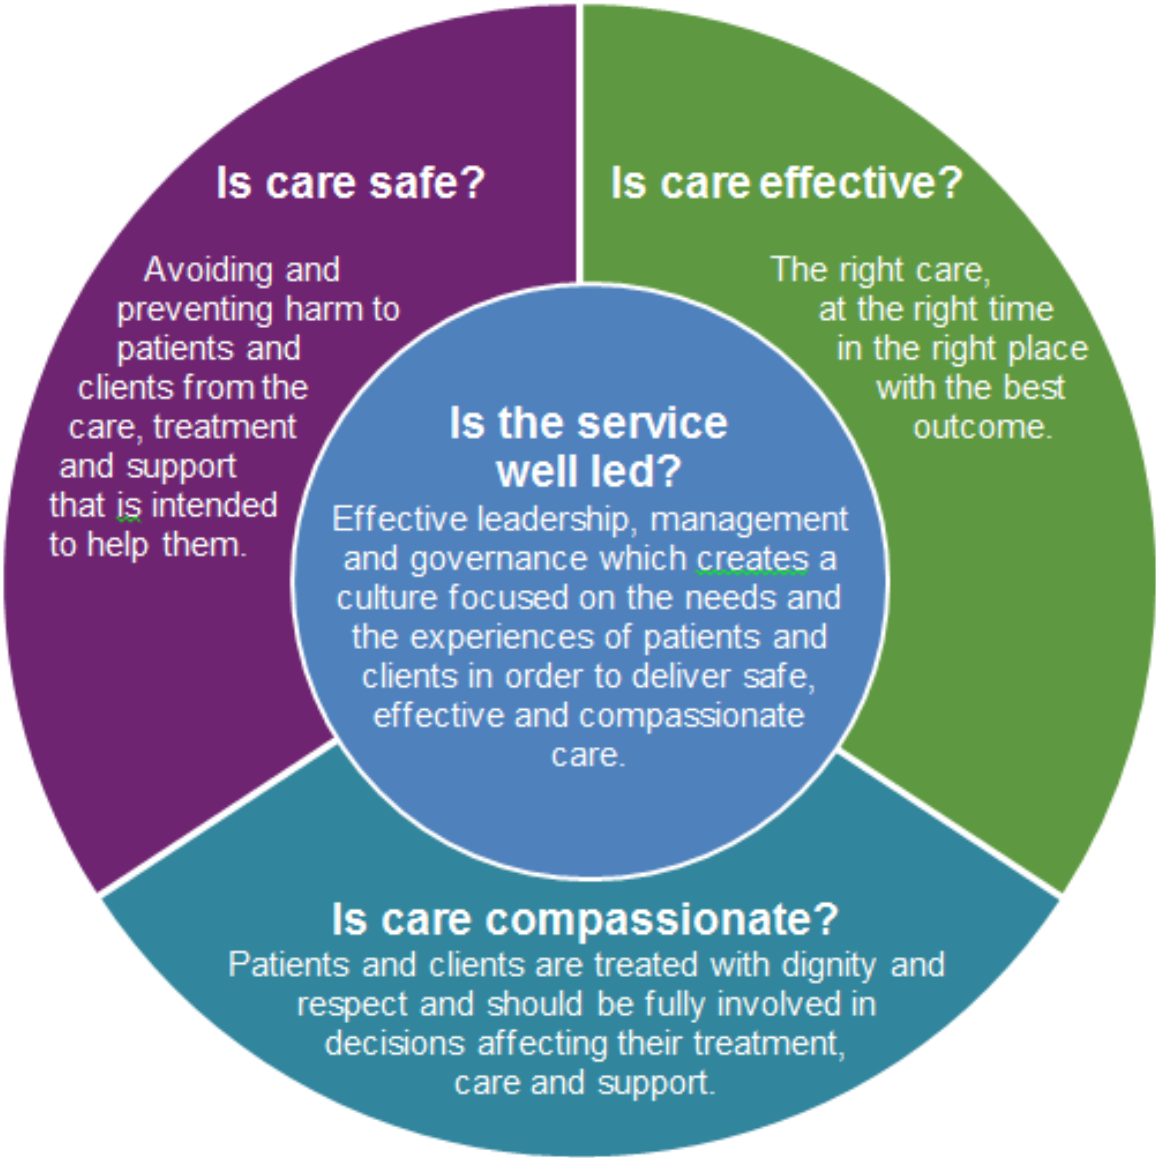 Is care safe?
Avoiding and
preventing harm to
patients and
clients from the
care, treatment
and support
that is intended
to help them.
Is care effective?
The right care,
at the right time
in the right place
with the best
outcome.
Is the service
well led?
Effective leadership, management
and governance which creates a
culture focused on the needs and
the experiences of patients and
clients in order to deliver safe,
effective and compassionate
care.
Is care compassionate?
Patients and clients are treated with dignity and
respect and should be fully involved in
decisions affecting their treatment,
care and support.